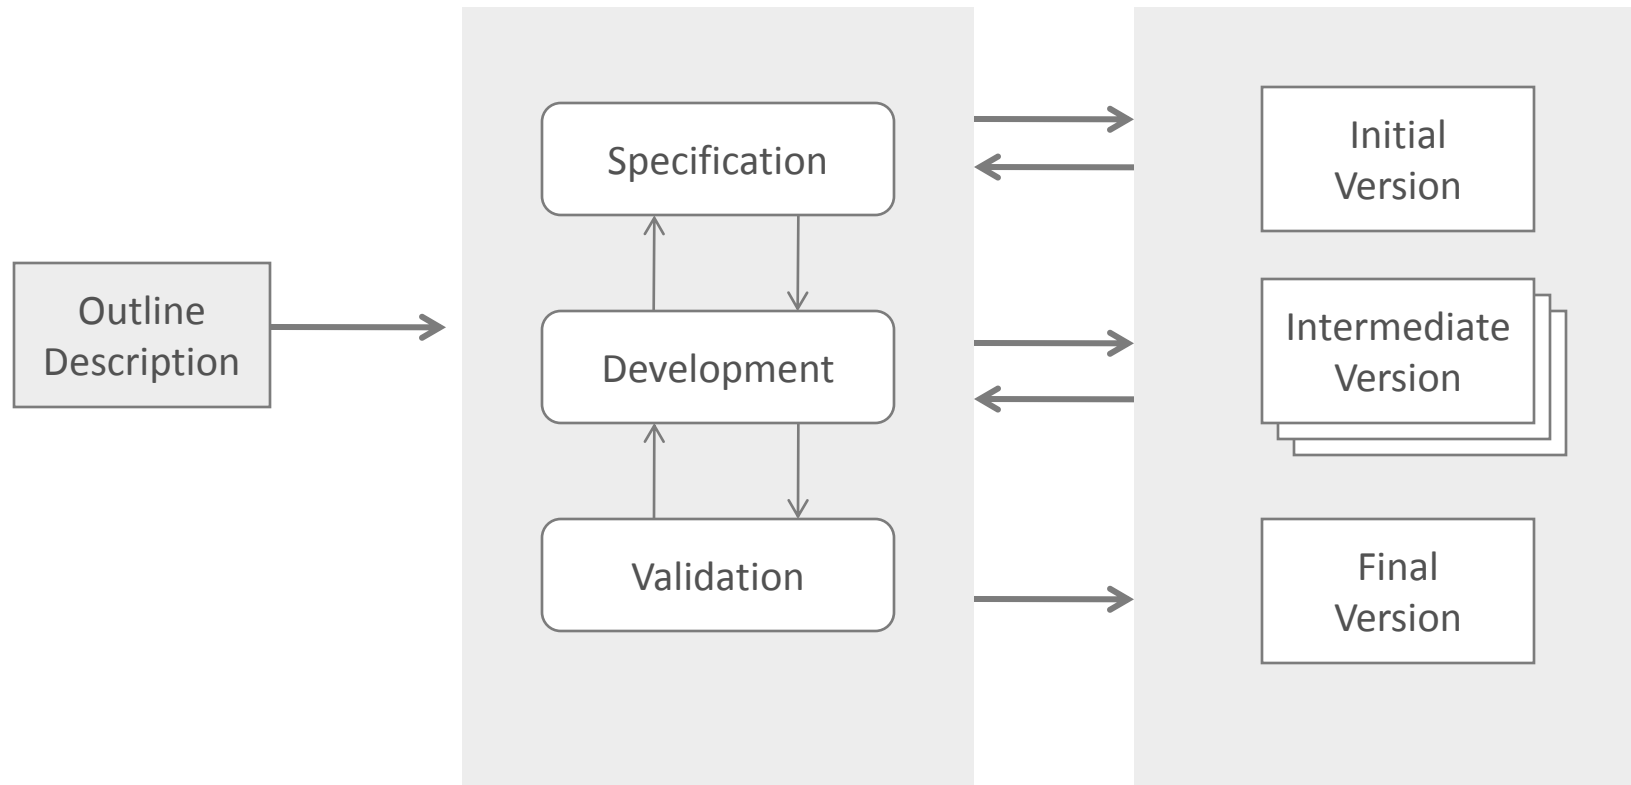 Outline
Description
Specification
Development
Validation
Initial
Version
Intermediate
Version
Final
Version